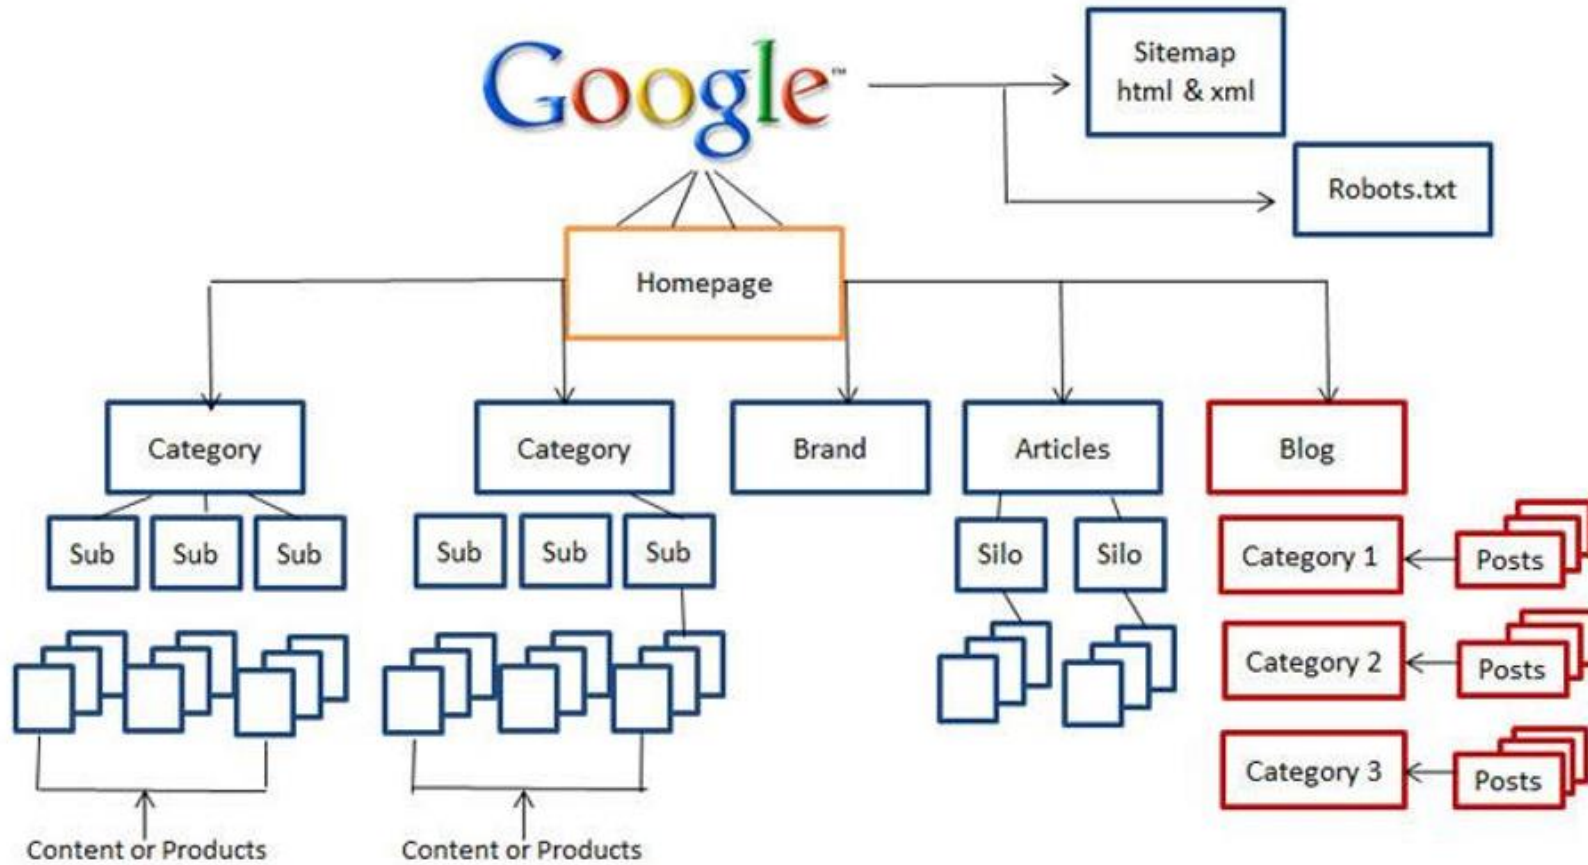 Google™
Sitemap
html & xml
Robots.txt
Homepage
Category
Category
Brand
Articles
Blog
Sub
Sub
Sub
Sub
Sub
Sub
Silo
Silo
Category 1
Posts
Category 2
Posts
Category 3
Posts
Content or Products
Content or Products